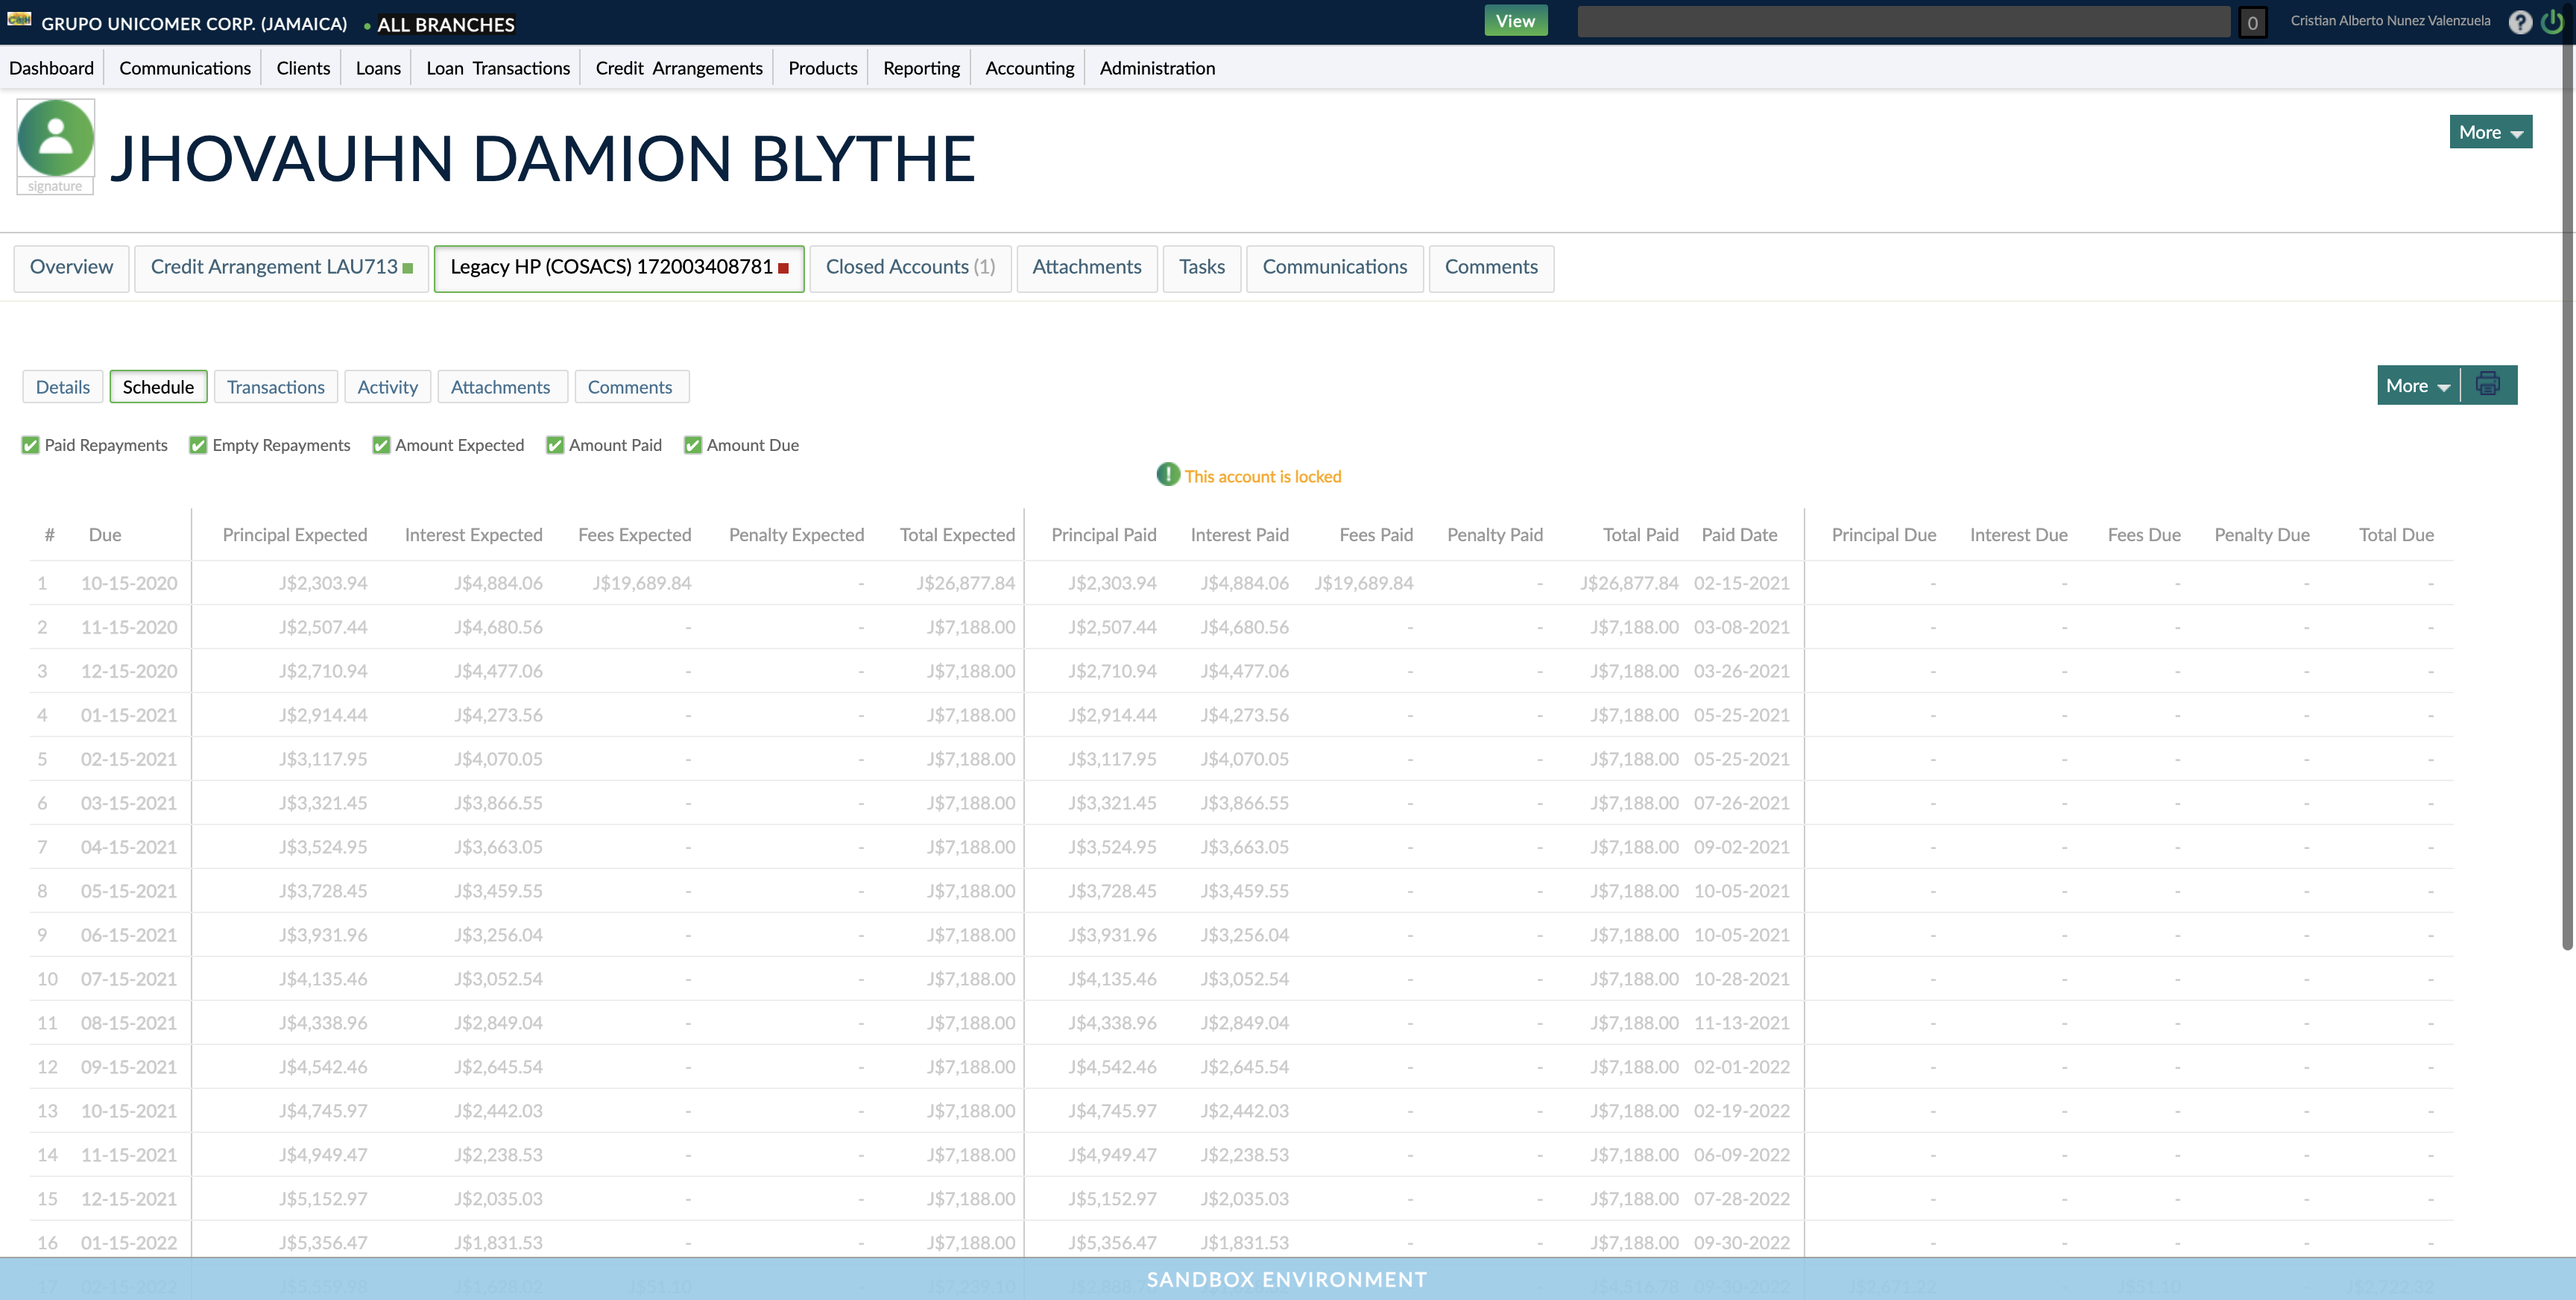 GRUPO UNICOMER CORP. (JAMAICA) • ALL BRANCHES View 0 Cristian Alberto Nunez Valenzuela ?
Dashboard Communications Clients Loans Loan Transactions Credit Arrangements Products Reporting Accounting Administration
signature
JHOVAUHN DAMION BLYTHE
More
Overview Credit Arrangement LAU713 Legacy HP (COSACS) 172003408781 Closed Accounts (1) Attachments Tasks Communications Comments
Details Schedule Transactions Activity Attachments Comments More
Paid Repayments Empty Repayments Amount Expected Amount Paid Amount Due
This account is locked
# Due Principal Expected Interest Expected Fees Expected Penalty Expected Total Expected Principal Paid Interest Paid Fees Paid Penalty Paid Total Paid Paid Date Principal Due Interest Due Fees Due Penalty Due Total Due
1 10-15-2020 J$2,303.94 J$4,884.06 J$19,689.84 - J$26,877.84 J$2,303.94 J$4,884.06 J$19,689.84 - J$26,877.84 02-15-2021 - - - - -
2 11-15-2020 J$2,507.44 J$4,680.56 - - J$7,188.00 J$2,507.44 J$4,680.56 - - J$7,188.00 03-08-2021 - - - - -
3 12-15-2020 J$2,710.94 J$4,477.06 - - J$7,188.00 J$2,710.94 J$4,477.06 - - J$7,188.00 03-26-2021 - - - - -
4 01-15-2021 J$2,914.44 J$4,273.56 - - J$7,188.00 J$2,914.44 J$4,273.56 - - J$7,188.00 05-25-2021 - - - - -
5 02-15-2021 J$3,117.95 J$4,070.05 - - J$7,188.00 J$3,117.95 J$4,070.05 - - J$7,188.00 05-25-2021 - - - - -
6 03-15-2021 J$3,321.45 J$3,866.55 - - J$7,188.00 J$3,321.45 J$3,866.55 - - J$7,188.00 07-26-2021 - - - - -
7 04-15-2021 J$3,524.95 J$3,663.05 - - J$7,188.00 J$3,524.95 J$3,663.05 - - J$7,188.00 09-02-2021 - - - - -
8 05-15-2021 J$3,728.45 J$3,459.55 - - J$7,188.00 J$3,728.45 J$3,459.55 - - J$7,188.00 10-05-2021 - - - - -
9 06-15-2021 J$3,931.96 J$3,256.04 - - J$7,188.00 J$3,931.96 J$3,256.04 - - J$7,188.00 10-05-2021 - - - - -
10 07-15-2021 J$4,135.46 J$3,052.54 - - J$7,188.00 J$4,135.46 J$3,052.54 - - J$7,188.00 10-28-2021 - - - - -
11 08-15-2021 J$4,338.96 J$2,849.04 - - J$7,188.00 J$4,338.96 J$2,849.04 - - J$7,188.00 11-13-2021 - - - - -
12 09-15-2021 J$4,542.46 J$2,645.54 - - J$7,188.00 J$4,542.46 J$2,645.54 - - J$7,188.00 02-01-2022 - - - - -
13 10-15-2021 J$4,745.97 J$2,442.03 - - J$7,188.00 J$4,745.97 J$2,442.03 - - J$7,188.00 02-19-2022 - - - - -
14 11-15-2021 J$4,949.47 J$2,238.53 - - J$7,188.00 J$4,949.47 J$2,238.53 - - J$7,188.00 06-09-2022 - - - - -
15 12-15-2021 J$5,152.97 J$2,035.03 - - J$7,188.00 J$5,152.97 J$2,035.03 - - J$7,188.00 07-28-2022 - - - - -
16 01-15-2022 J$5,356.47 J$1,831.53 - - J$7,188.00 J$5,356.47 J$1,831.53 - - J$7,188.00 09-30-2022 - - - - -
17 02-15-2022 J$5,559.98 J$1,628.02 J$51.10 J$7,239.10 J$4,516.78 09-30-2022 J$2,671.22 J$51.10 J$2,722.32
SANDBOX ENVIRONMENT